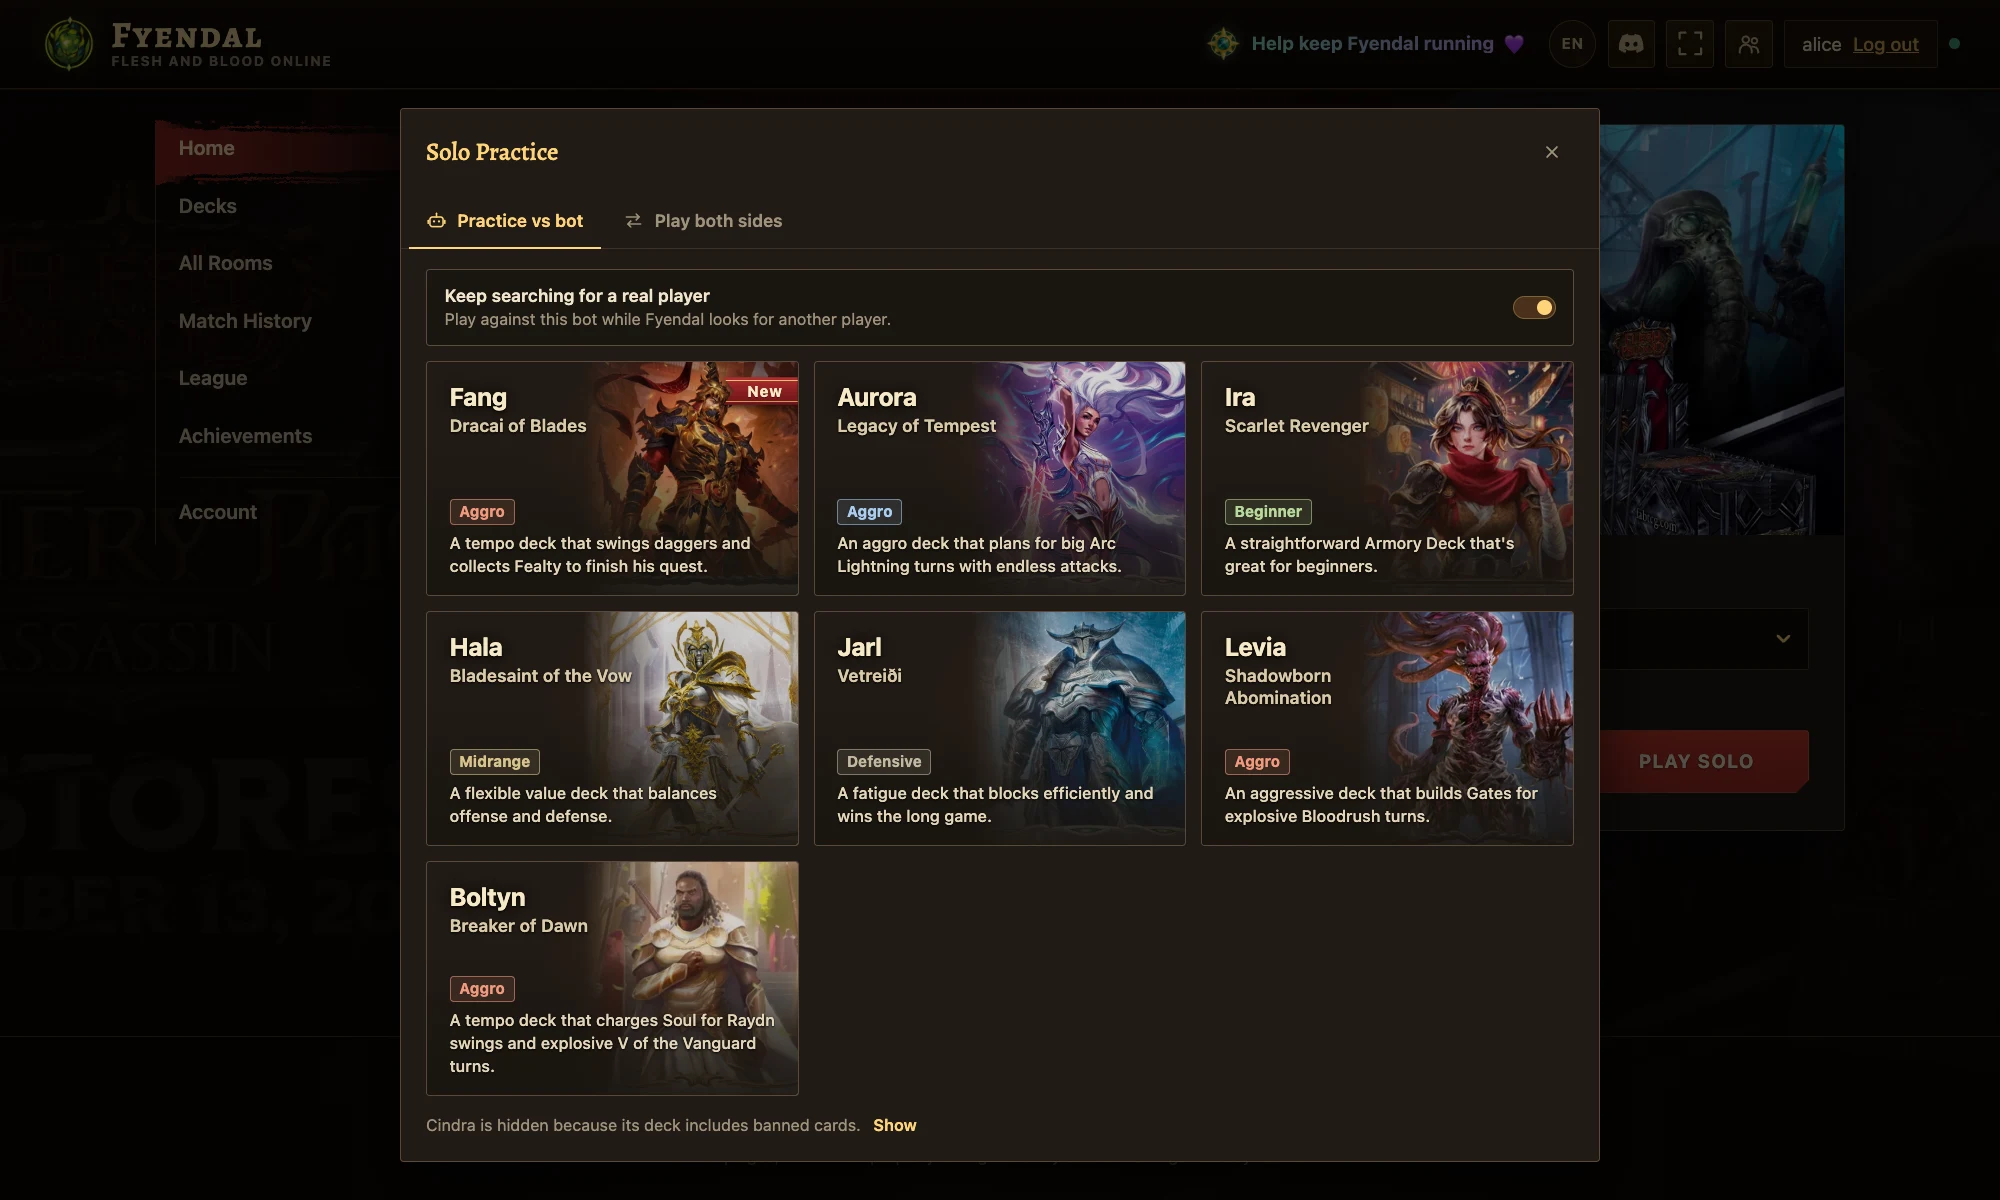 FYENDAL
FLESH AND BLOOD ONLINE
Help keep Fyendal running
EN
alice Log out
Home
Decks
All Rooms
Match History
League
Achievements
Account
Solo Practice
Practice vs bot
Play both sides
Keep searching for a real player
Play against this bot while Fyendal looks for another player.
Fang
Dracai of Blades
New
Aggro
A tempo deck that swings daggers and
collects Fealty to finish his quest.
Aurora
Legacy of Tempest
Aggro
An aggro deck that plans for big Arc
Lightning turns with endless attacks.
Ira
Scarlet Revenger
Beginner
A straightforward Armory Deck that's
great for beginners.
Hala
Bladesaint of the Vow
Midrange
A flexible value deck that balances
offense and defense.
Jarl
Vetreiði
Defensive
A fatigue deck that blocks efficiently and
wins the long game.
Levia
Shadowborn
Abomination
Aggro
An aggressive deck that builds Gates for
explosive Bloodrush turns.
Boltyn
Breaker of Dawn
Aggro
A tempo deck that charges Soul for Raydn
swings and explosive V of the Vanguard
turns.
Cindra is hidden because its deck includes banned cards. Show
PLAY SOLO
ASSASSIN
STORES